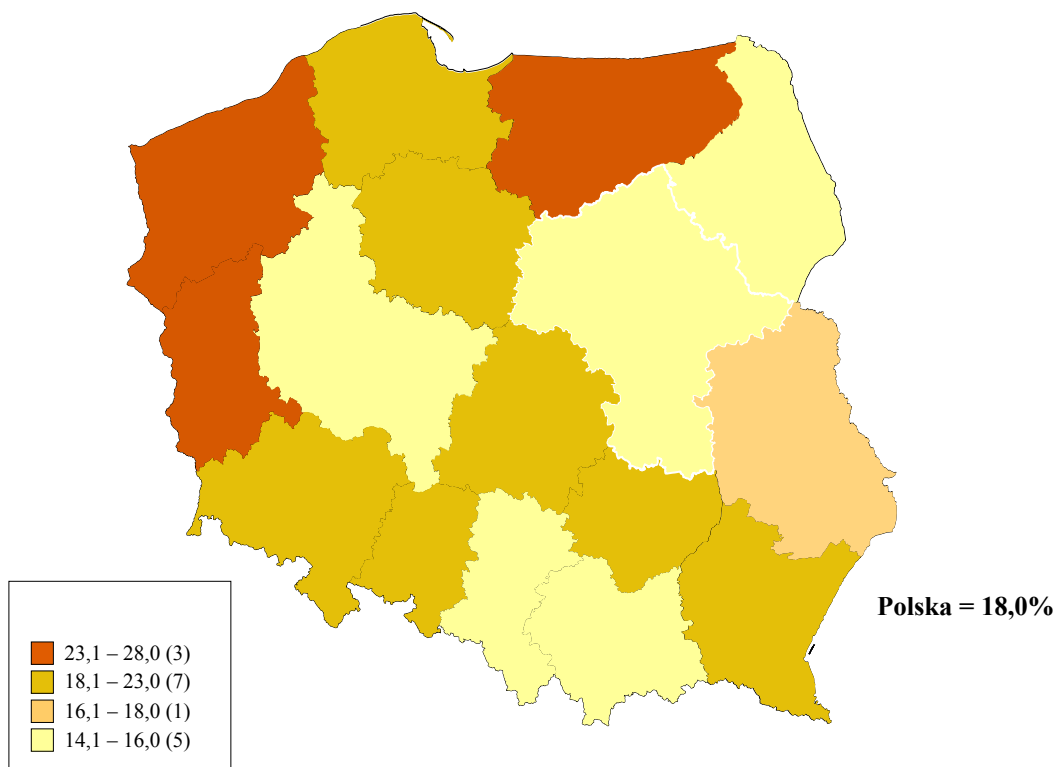 Polska = 18,0%
23,1 – 28,0 (3)
18,1 – 23,0 (7)
16,1 – 18,0 (1)
14,1 – 16,0 (5)